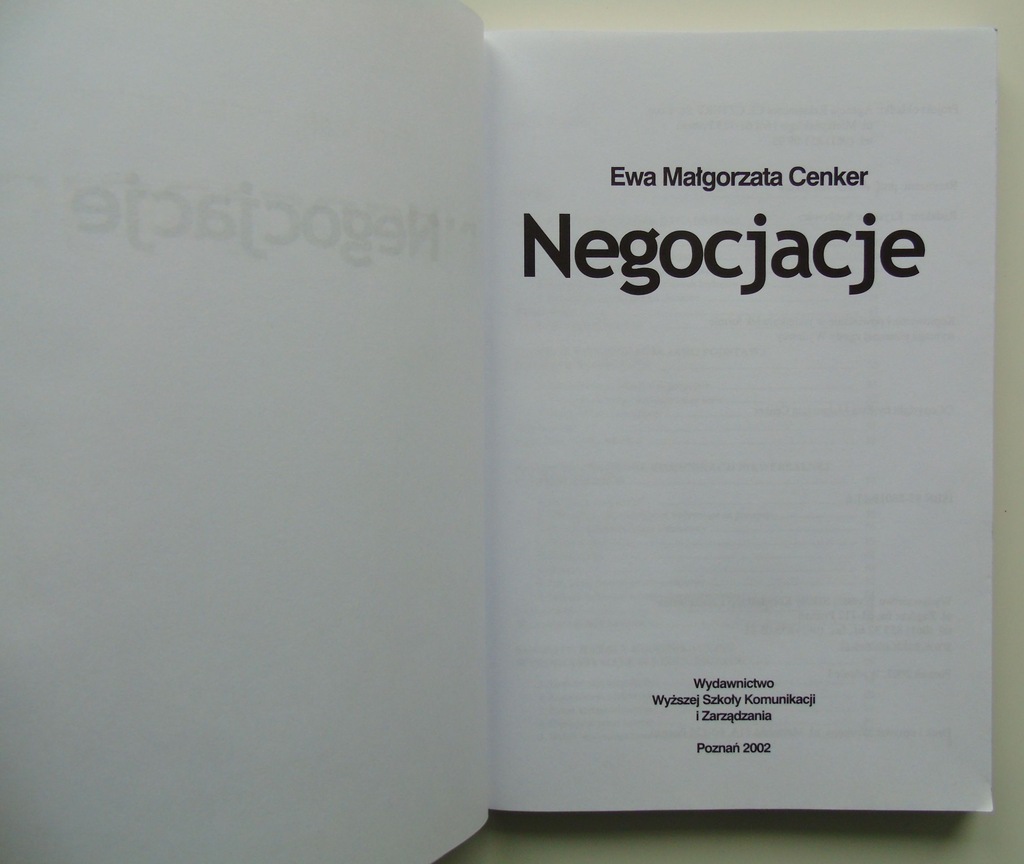 Ewa Małgorzata Cenker
Negocjacje
Wydawnictwo
Wyższej Szkoły Komunikacji
i Zarządzania
Poznań 2002